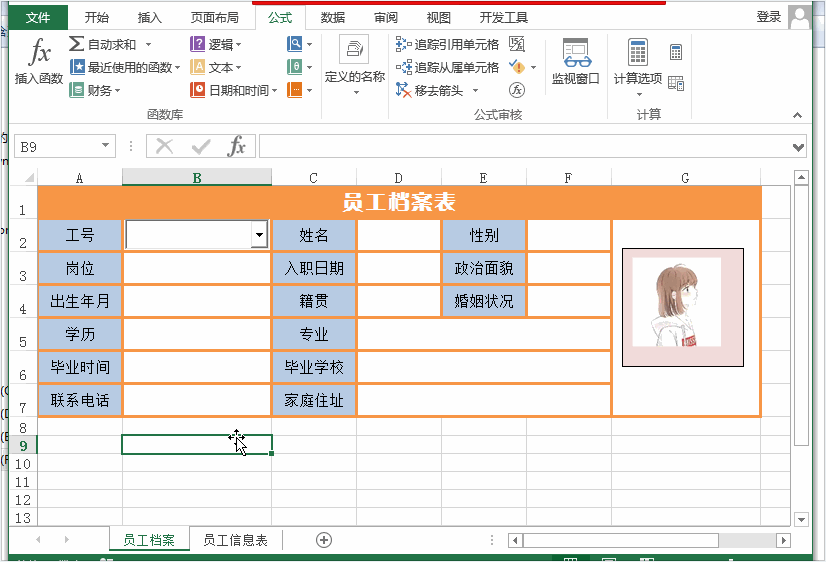 文件 开始 插入 页面布局 公式 数据 审阅 视图 开发工具 登录
fx 插入函数
自动求和 逻辑
最近使用的函数 文本
财务 日期和时间
定义的名称
追踪引用单元格
追踪从属单元格
移去箭头
监视窗口
计算选项
函数库 公式审核 计算
B9 fx
A B C D E F G
1 员工档案表
2 工号 姓名 性别
3 岗位 入职日期 政治面貌
4 出生年月 籍贯 婚姻状况
5 学历 专业
6 毕业时间 毕业学校
7 联系电话 家庭住址
8
9
10
11
12
13
员工档案 员工信息表